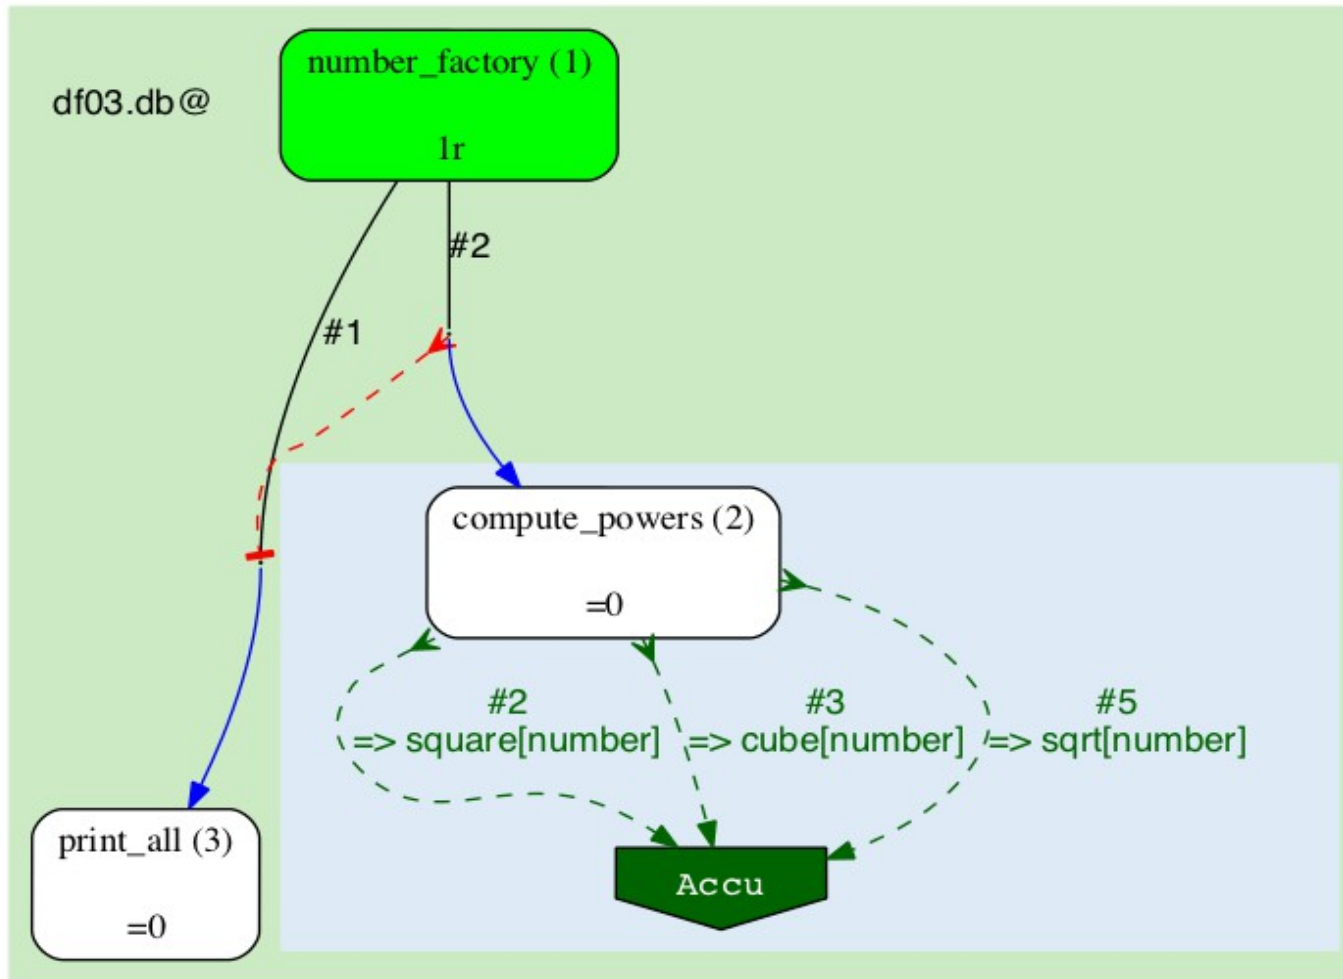 number_factory (1)
df03.db@
1r
#2
#1
compute_powers (2)
=0
#2
=> square[number]
#3
=> cube[number]
#5
=> sqrt[number]
print_all (3)
=0
Accu